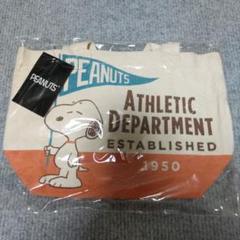 PEANUTS
PEANUTS
ATHLETIC
DEPARTMENT
ESTABLISHED
1950